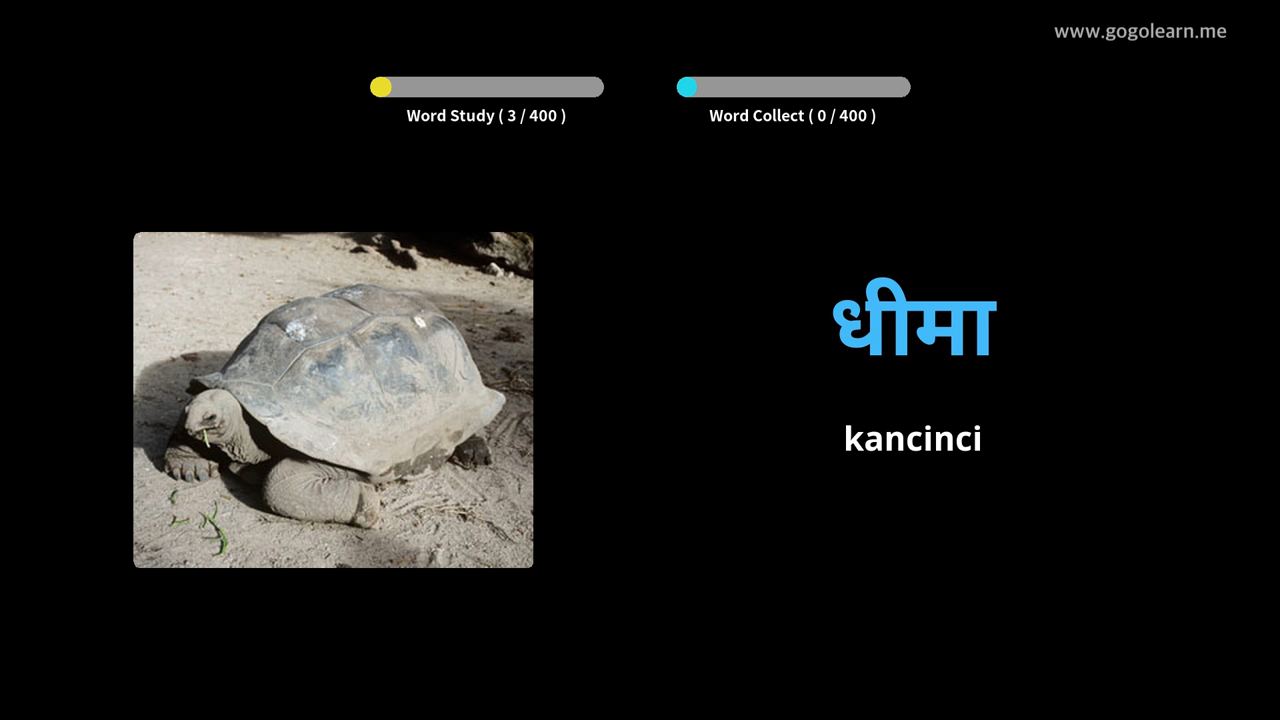 www.gogolearn.me
Word Study ( 3 / 400 )
Word Collect ( 0 / 400 )
धीमा
kancinci